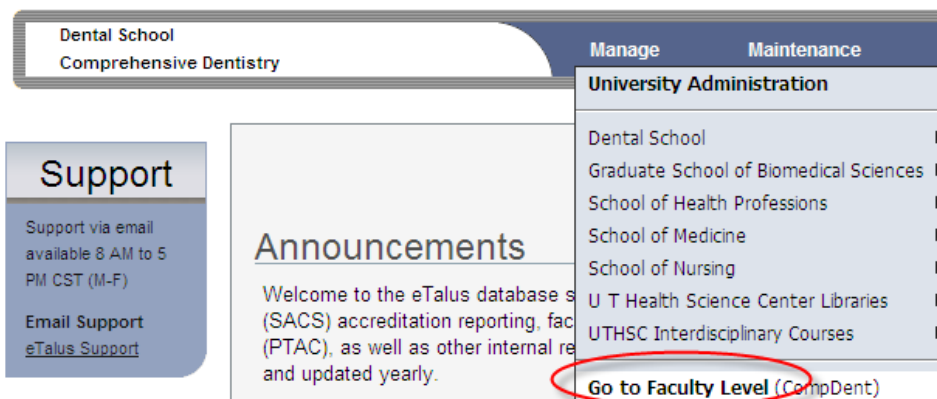 Dental School
Comprehensive Dentistry
Manage Maintenance
University Administration
Dental School
Graduate School of Biomedical Sciences
School of Health Professions
School of Medicine
School of Nursing
U T Health Science Center Libraries
UTHSC Interdisciplinary Courses
Go to Faculty Level (CompDent)
Support
Support via email
available 8 AM to 5
PM CST (M-F)
Email Support
eTalus Support
Announcements
Welcome to the eTalus database s
(SACS) accreditation reporting, fac
(PTAC), as well as other internal re
and updated yearly.